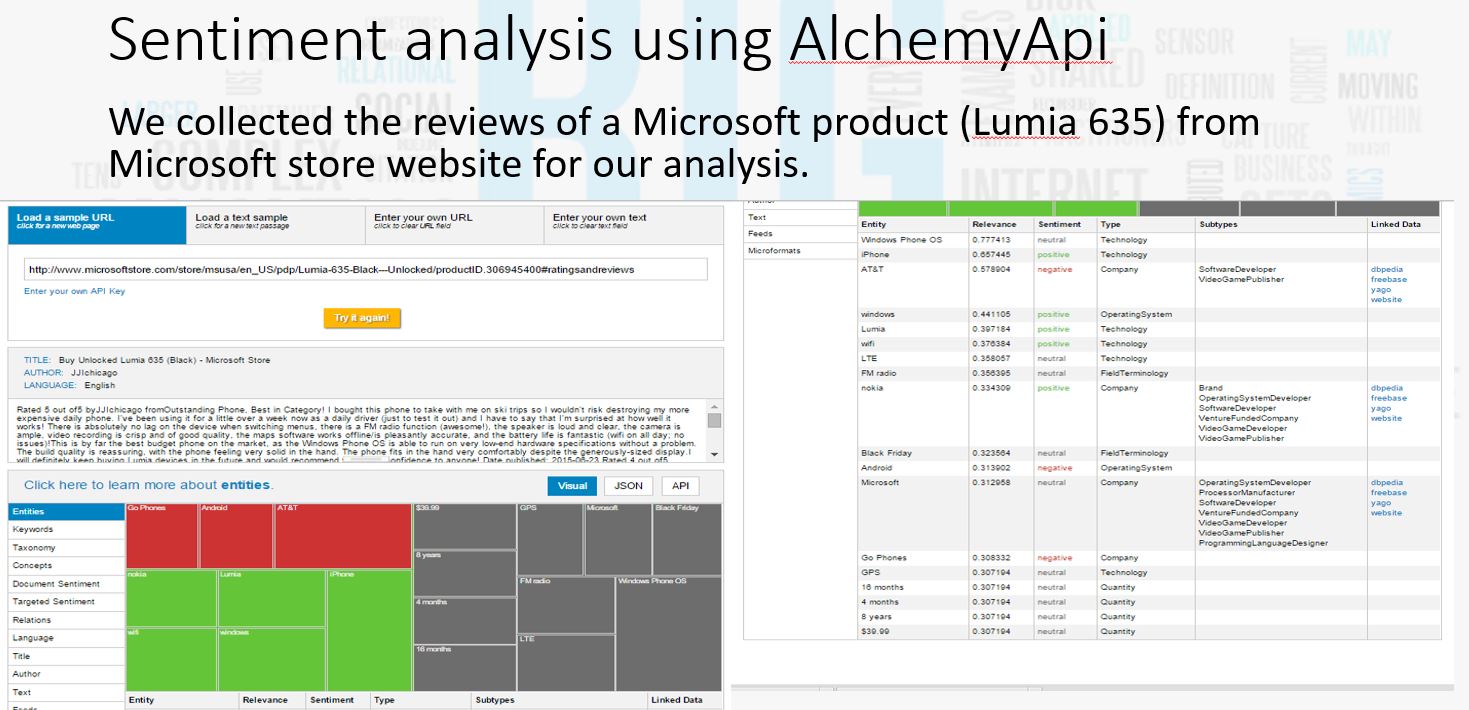 Sentiment analysis using AlchemyApi
We collected the reviews of a Microsoft product (Lumia 635) from
Microsoft store website for our analysis.
Load a sample URL
click for a new web page
Load a text sample
click for a new text passage
Enter your own URL
click to clear URL field
Enter your own text
click to clear text field
http://www.microsoftstore.com/store/msusa/en_US/pdp/Lumia-635-Black---Unlocked/productID.306945400#ratingsandreviews
Enter your own API Key
Try it again!
TITLE: Buy Unlocked Lumia 635 (Black) - Microsoft Store
AUTHOR: JJIchicago
LANGUAGE: English
Rated 5 out of5 byJJIchicago fromOutstanding Phone, Best in Category! I bought this phone to take with me on ski trips so I wouldn't risk destroying my more
expensive daily phone. I've been using it for a little over a week now as a daily driver (just to test it out) and I have to say that I'm surprised at how well it
works! There is absolutely no lag on the device when switching menus, there is a FM radio function (awesome!), the speaker is loud and clear, the camera is
ample, video recording is crisp and of good quality, the maps software works offline/is pleasantly accurate, and the battery life is fantastic (wifi on all day; no
issues)!This is by far the best budget phone on the market, as the Windows Phone OS is able to run on very low-end hardware specifications without a problem.
The build quality is reassuring, with the phone feeling very solid in the hand. The phone fits in the hand very comfortably despite the generously-sized display.I
will definitely keep buying Lumia devices in the future and would recommend onfidence to anyone! Date published: 2015-06-23 Rated 4 out of5
Click here to learn more about entities.
Visual
JSON
API
Entities
Keywords
Taxonomy
Concepts
Document Sentiment
Targeted Sentiment
Relations
Language
Title
Author
Text
Feeds
Go Phones
Android
AT&T
$39.99
GPS
Microsoft
Black Friday
8 years
nokia
Lumia
iPhone
FM radio
Windows Phone OS
4 months
wifi
windows
LTE
16 months
Entity Relevance Sentiment Type Subtypes Linked Data
Author
Text
Feeds
Microformats
Entity Relevance Sentiment Type Subtypes Linked Data
Windows Phone OS 0.777413 neutral Technology
iPhone 0.657445 positive Technology
AT&T 0.578904 negative Company SoftwareDeveloper dbpedia
VideoGamePublisher freebase
yago
website
windows 0.441105 positive OperatingSystem
Lumia 0.397184 positive Technology
wifi 0.376384 positive Technology
LTE 0.358057 neutral Technology
FM radio 0.356395 neutral FieldTerminology
nokia 0.334309 positive Company Brand dbpedia
OperatingSystemDeveloper freebase
SoftwareDeveloper yago
VentureFundedCompany website
VideoGameDeveloper
VideoGamePublisher
Black Friday 0.323564 neutral FieldTerminology
Android 0.313902 negative OperatingSystem
Microsoft 0.312958 neutral Company OperatingSystemDeveloper dbpedia
ProcessorManufacturer freebase
SoftwareDeveloper yago
VentureFundedCompany website
VideoGameDeveloper
VideoGamePublisher
ProgrammingLanguageDesigner
Go Phones 0.308332 negative Company
GPS 0.307194 neutral Technology
16 months 0.307194 neutral Quantity
4 months 0.307194 neutral Quantity
8 years 0.307194 neutral Quantity
$39.99 0.307194 neutral Quantity
RELATIONAL
SOCIAL
COMPLEX
LARGER
SENSOR
SHARED
DEFINITION
CURRENT
MAY
MOVING
WITHIN
CAPTURE
BUSINESS
INTERNET
BIG